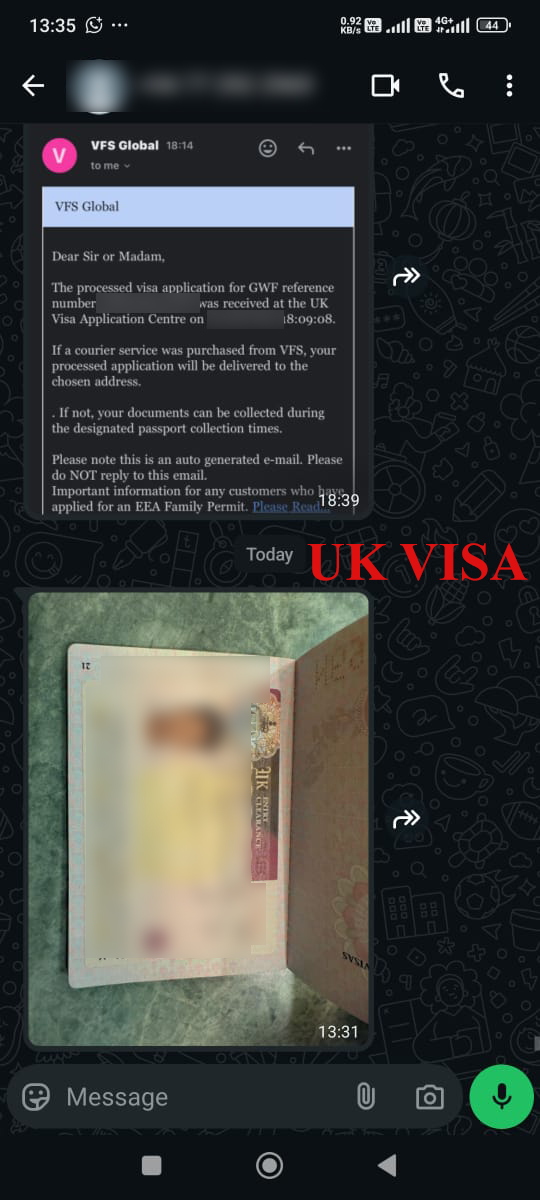 13:35
0.92 KB/s Vo LTE Vo LTE 4G+ 44
V
VFS Global 18:14
to me
VFS Global
Dear Sir or Madam,
The processed visa application for GWF reference
number was received at the UK
Visa Application Centre on 18:09:08.
If a courier service was purchased from VFS, your
processed application will be delivered to the
chosen address.
. If not, your documents can be collected during
the designated passport collection times.
Please note this is an auto generated e-mail. Please
do NOT reply to this email.
Important information for any customers who have
applied for an EEA Family Permit. Please Read...
18:39
Today
UK VISA
21
UK
ENTRY
CLEARANCE
VISAS
13:31
Message